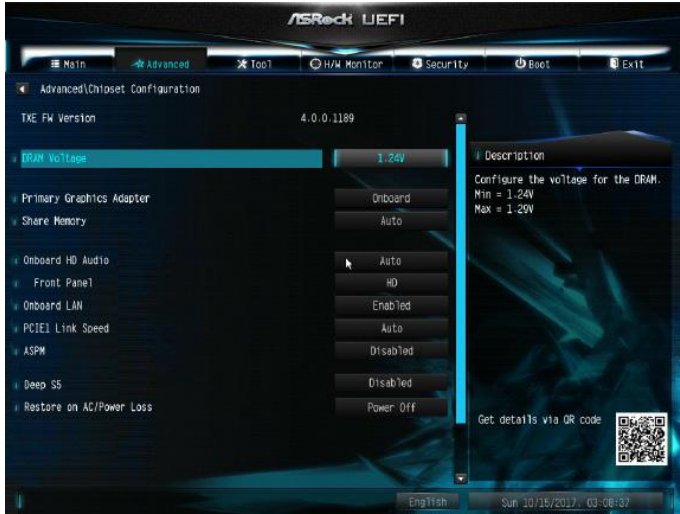 ASRock UEFI
Main
Advanced
Tool
H/W Monitor
Security
Boot
Exit
Advanced\Chipset Configuration
TXE FW Version 4.0.0.1189
DRAM Voltage 1.24V
Primary Graphics Adapter Onboard
Share Memory Auto
Onboard HD Audio Auto
Front Panel HD
Onboard LAN Enabled
PCIE1 Link Speed Auto
ASPM Disabled
Deep S5 Disabled
Restore on AC/Power Loss Power Off
Description
Configure the voltage for the DRAM.
Min = 1.24V
Max = 1.29V
Get details via QR code
English
Sun 10/15/2017. 03:08:37